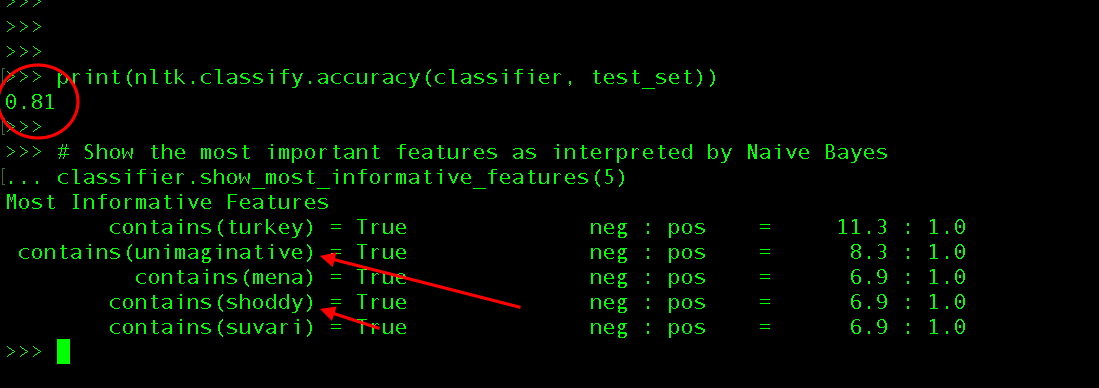 >>>
>>>
>>>
[>>> print(nltk.classify.accuracy(classifier, test_set))
0.81
[>>>
>>> # Show the most important features as interpreted by Naive Bayes
[... classifier.show_most_informative_features(5)
Most Informative Features
contains(turkey) = True neg : pos = 11.3 : 1.0
contains(unimaginative) = True neg : pos = 8.3 : 1.0
contains(mena) = True neg : pos = 6.9 : 1.0
contains(shoddy) = True neg : pos = 6.9 : 1.0
contains(suvari) = True neg : pos = 6.9 : 1.0
>>>